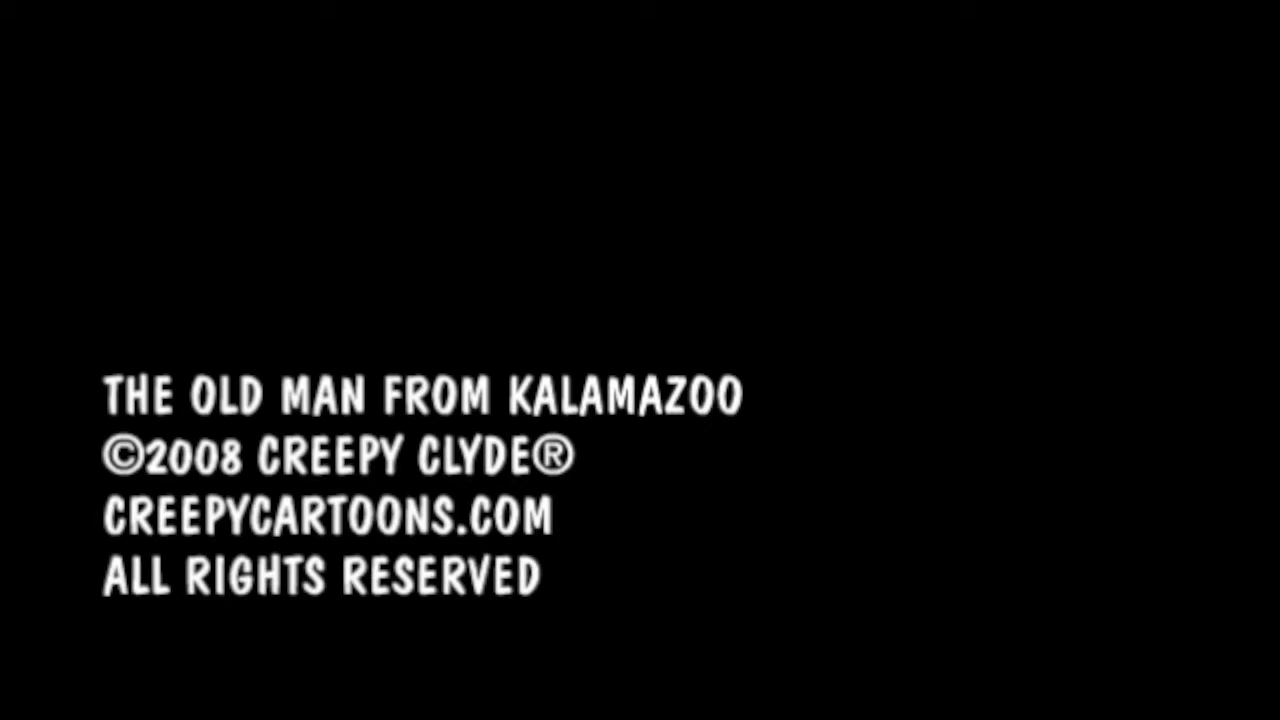 THE OLD MAN FROM KALAMAZOO
©2008 CREEPY CLYDE®
CREEPYCARTOONS.COM
ALL RIGHTS RESERVED